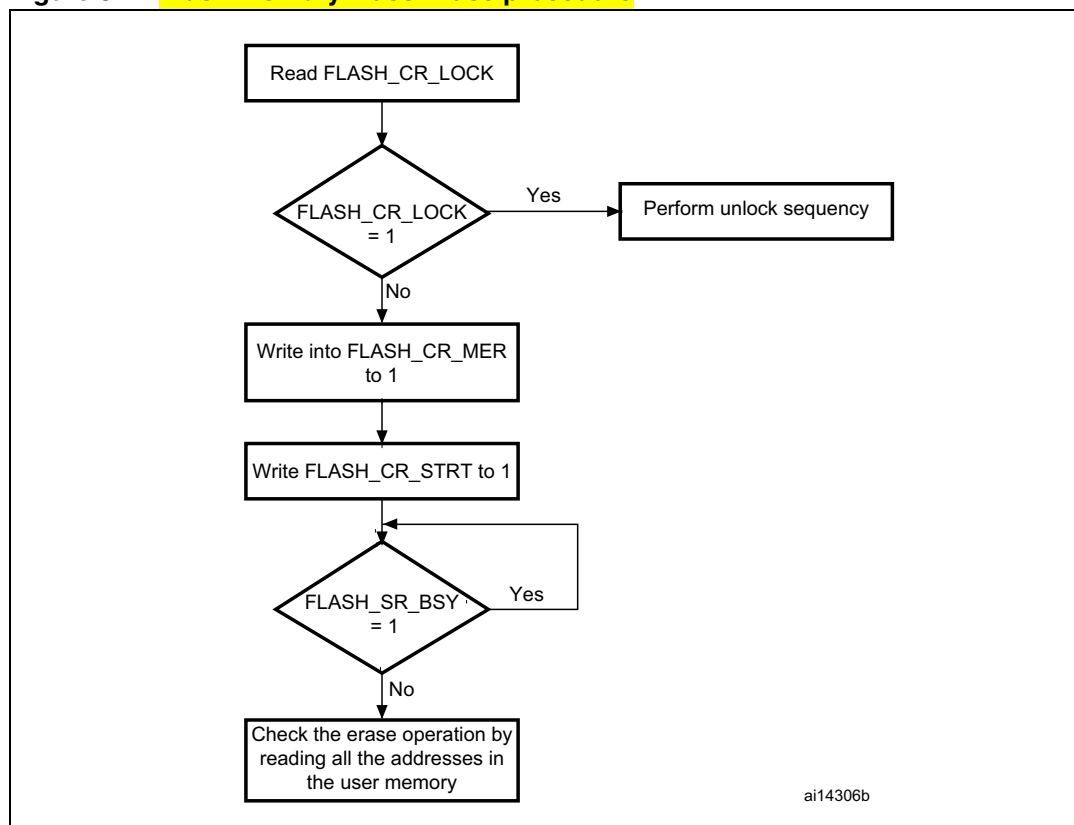 Read FLASH_CR_LOCK
FLASH_CR_LOCK
= 1
Yes
Perform unlock sequency
No
Write into FLASH_CR_MER
to 1
Write FLASH_CR_STRT to 1
FLASH_SR_BSY
= 1
Yes
No
Check the erase operation by
reading all the addresses in
the user memory
ai14306b